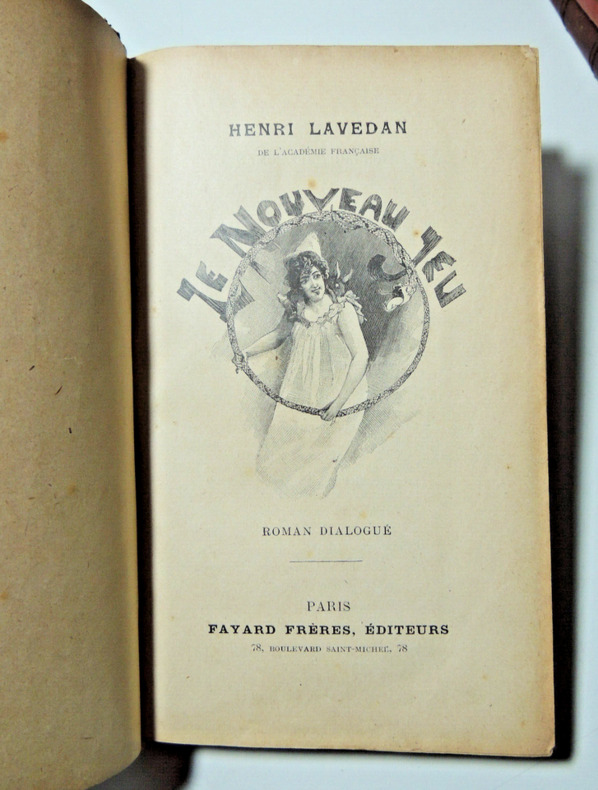 HENRI LAVEDAN
DE L'ACADÉMIE FRANÇAISE
LE NOUVEAU JEU
ROMAN DIALOGUÉ
PARIS
FAYARD FRÈRES, ÉDITEURS
78, BOULEVARD SAINT-MICHEL, 78